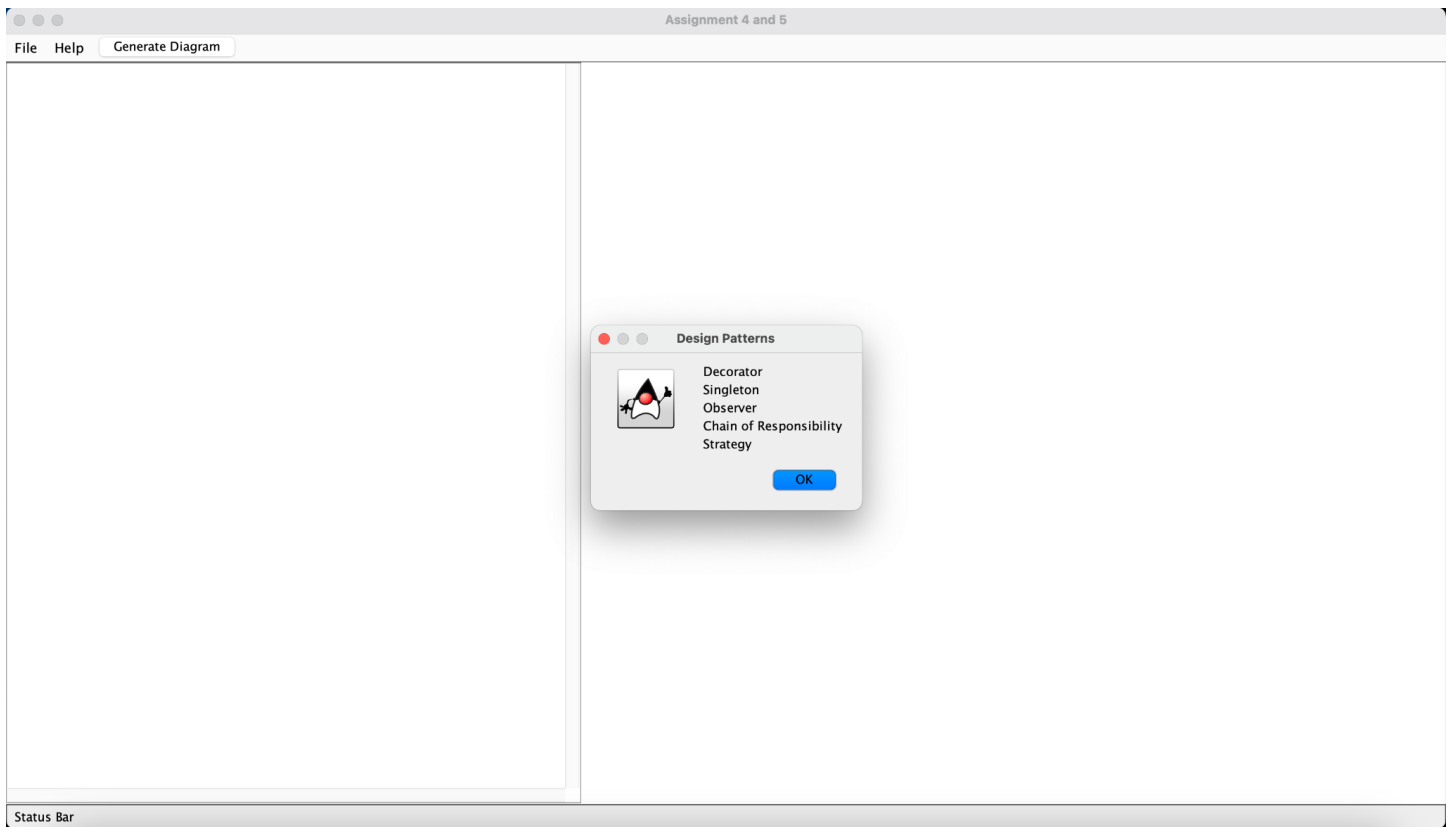 Assignment 4 and 5
File Help Generate Diagram
Design Patterns
Decorator
Singleton
Observer
Chain of Responsibility
Strategy
OK
Status Bar